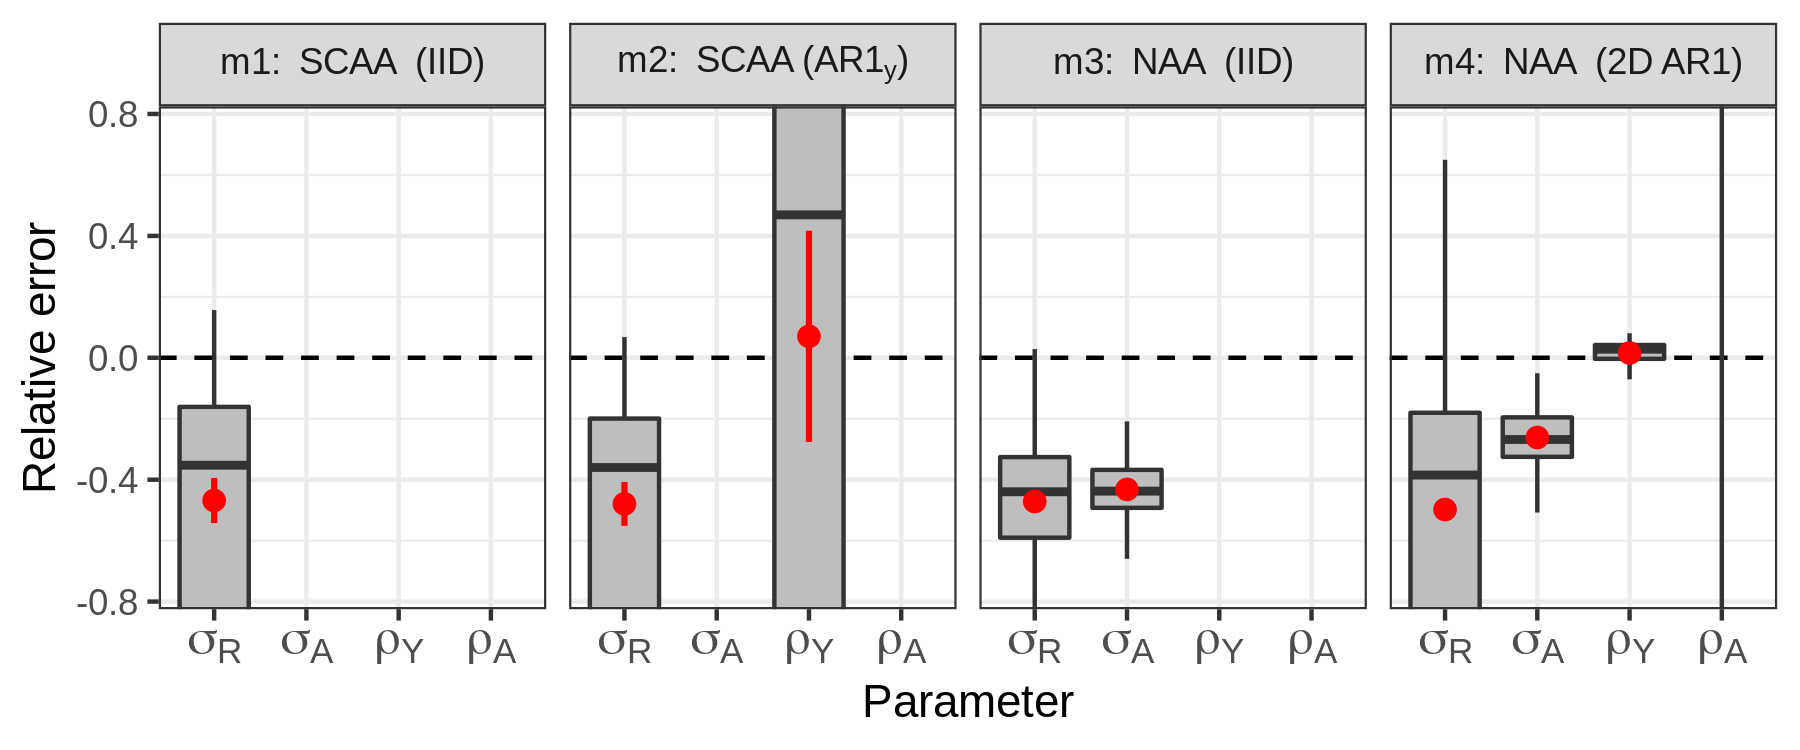 m1: SCAA (IID)
m2: SCAA (AR1y)
m3: NAA (IID)
m4: NAA (2D AR1)
Relative error
0.8
0.4
0.0
-0.4
-0.8
σR σA ρY ρA
σR σA ρY ρA
σR σA ρY ρA
σR σA ρY ρA
Parameter